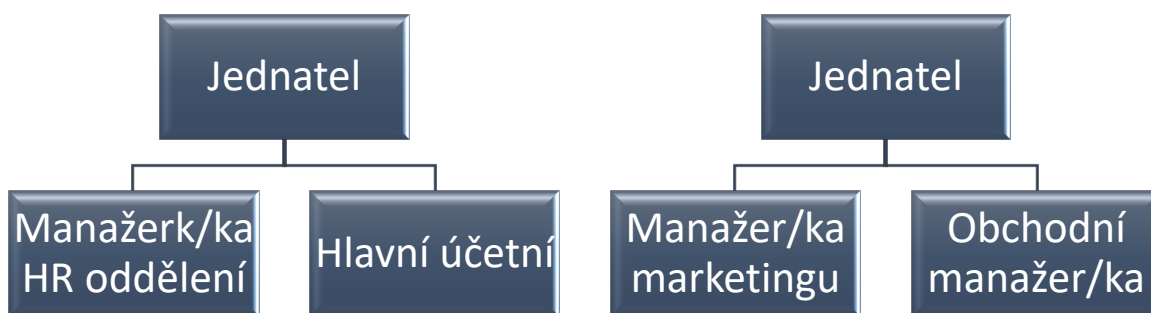 Jednatel
Jednatel
Manažerk/ka
HR oddělení
Hlavní účetní
Manažer/ka
marketingu
Obchodní
manažer/ka